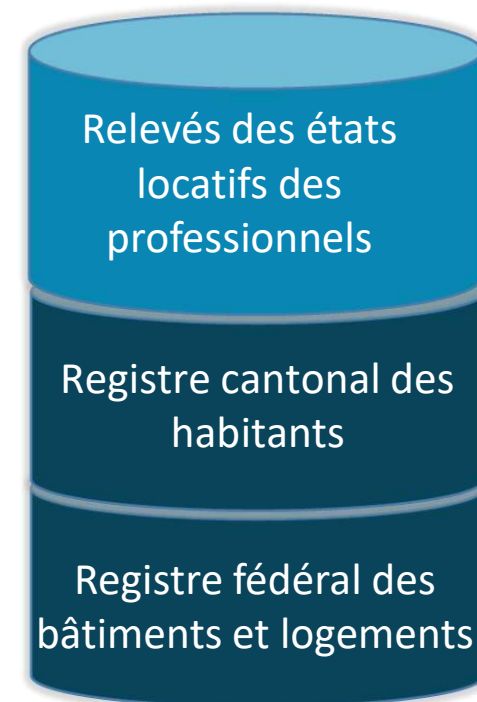 Relevés des états
locatifs des
professionnels
Registre cantonal des
habitants
Registre fédéral des
bâtiments et logements